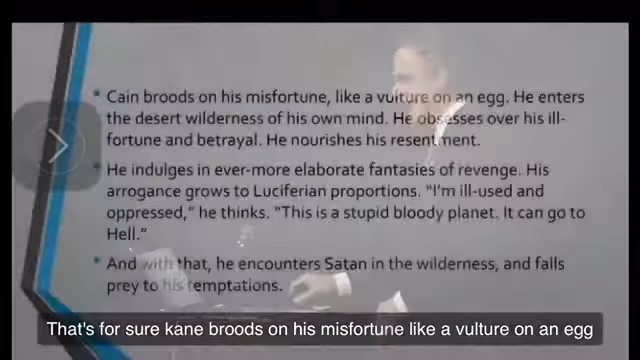 Cain broods on his misfortune, like a vulture on an egg. He enters
the desert wilderness of his own mind. He obsesses over his ill-
fortune and betrayal. He nourishes his resentment.
He indulges in ever-more elaborate fantasies of revenge. His
arrogance grows to Luciferian proportions. “I’m ill-used and
oppressed,” he thinks. “This is a stupid bloody planet. It can go to
Hell.”
And with that, he encounters Satan in the wilderness, and falls
prey to his temptations.
That's for sure kane broods on his misfortune like a vulture on an egg